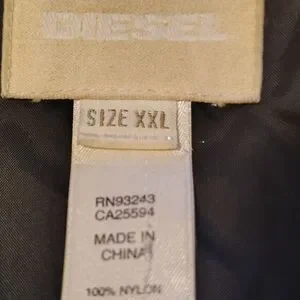 DIESEL
SIZE XXL
RN93243
CA25594
MADE IN
CHINA
100% NYLON